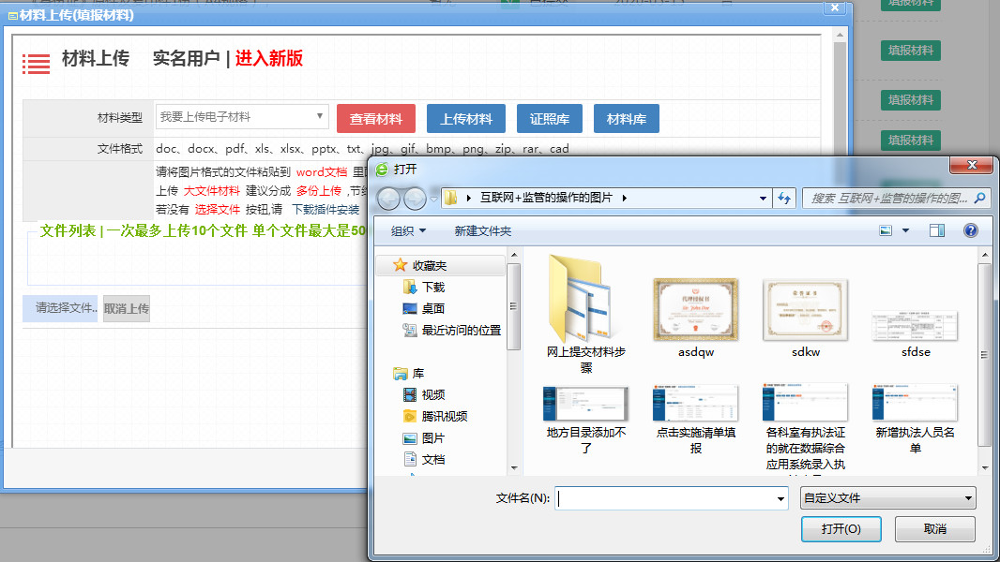 材料上传(填报材料)
材料上传 实名用户 | 进入新版
材料类型 我要上传电子材料 查看材料 上传材料 证照库 材料库
文件格式 doc、docx、pdf、xls、xlsx、pptx、txt、jpg、gif、bmp、png、zip、rar、cad
请将图片格式的文件粘贴到 word文档 里
上传 大文件材料 建议分成 多份上传 ,节
若没有 选择文件 按钮,请 下载插件安装
文件列表 | 一次最多上传10个文件 单个文件最大是50
请选择文件.. 取消上传
填报材料
填报材料
填报材料
填报材料
打开
互联网+监管的操作的图片
搜索 互联网+监管的操作的图...
组织 新建文件夹
收藏夹
下载
桌面
最近访问的位置
库
视频
腾讯视频
图片
文档
网上提交材料步骤
asdqw
sdkw
sfdse
地方目录添加不了
点击实施清单填报
各科室有执法证的就在数据综合应用系统录入执
新增执法人员名单
文件名(N): 自定义文件
打开(O) 取消